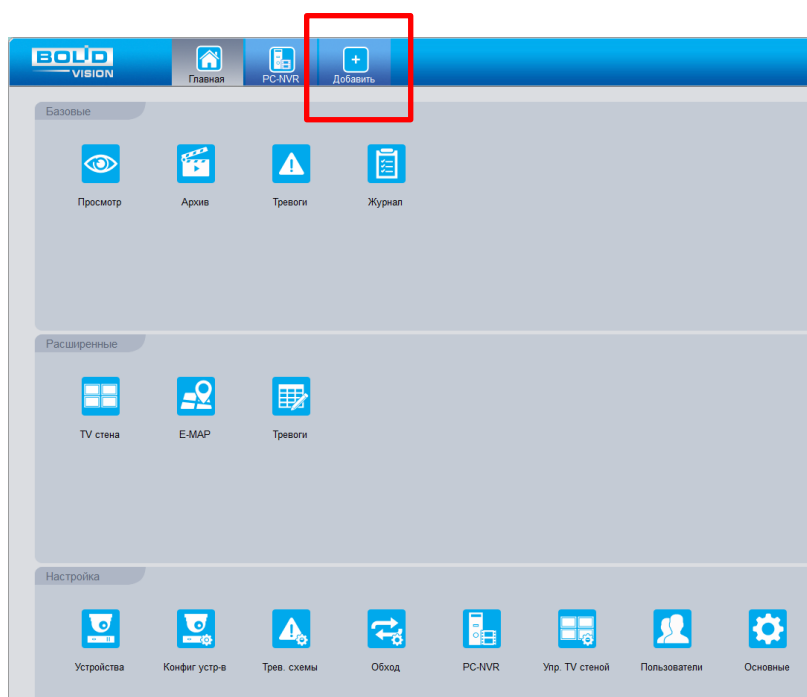 BOLID
VISION
Главная
PC-NVR
Добавить
Базовые
Просмотр
Архив
Тревоги
Журнал
Расширенные
TV стена
E-MAP
Тревоги
Настройка
Устройства
Конфиг устр-в
Трев. схемы
Обход
PC-NVR
Упр. TV стеной
Пользователи
Основные